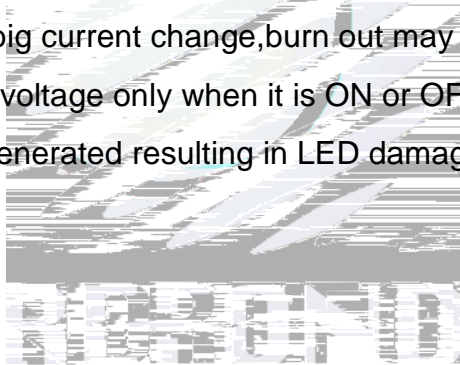 big current change,burn out may
voltage only when it is ON or OF
enerated resulting in LED damag